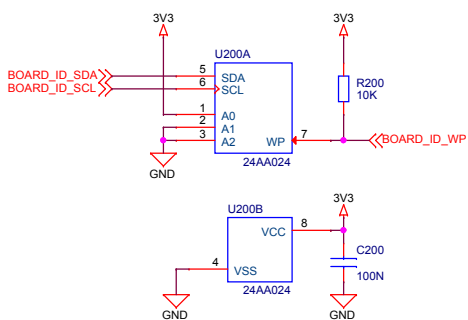 3V3
3V3
U200A
BOARD_ID_SDA
5
SDA
BOARD_ID_SCL
6
SCL
R200
10K
1
A0
2
A1
3
A2
WP
7
BOARD_ID_WP
24AA024
GND
3V3
U200B
VCC
8
C200
4
VSS
100N
24AA024
GND
GND